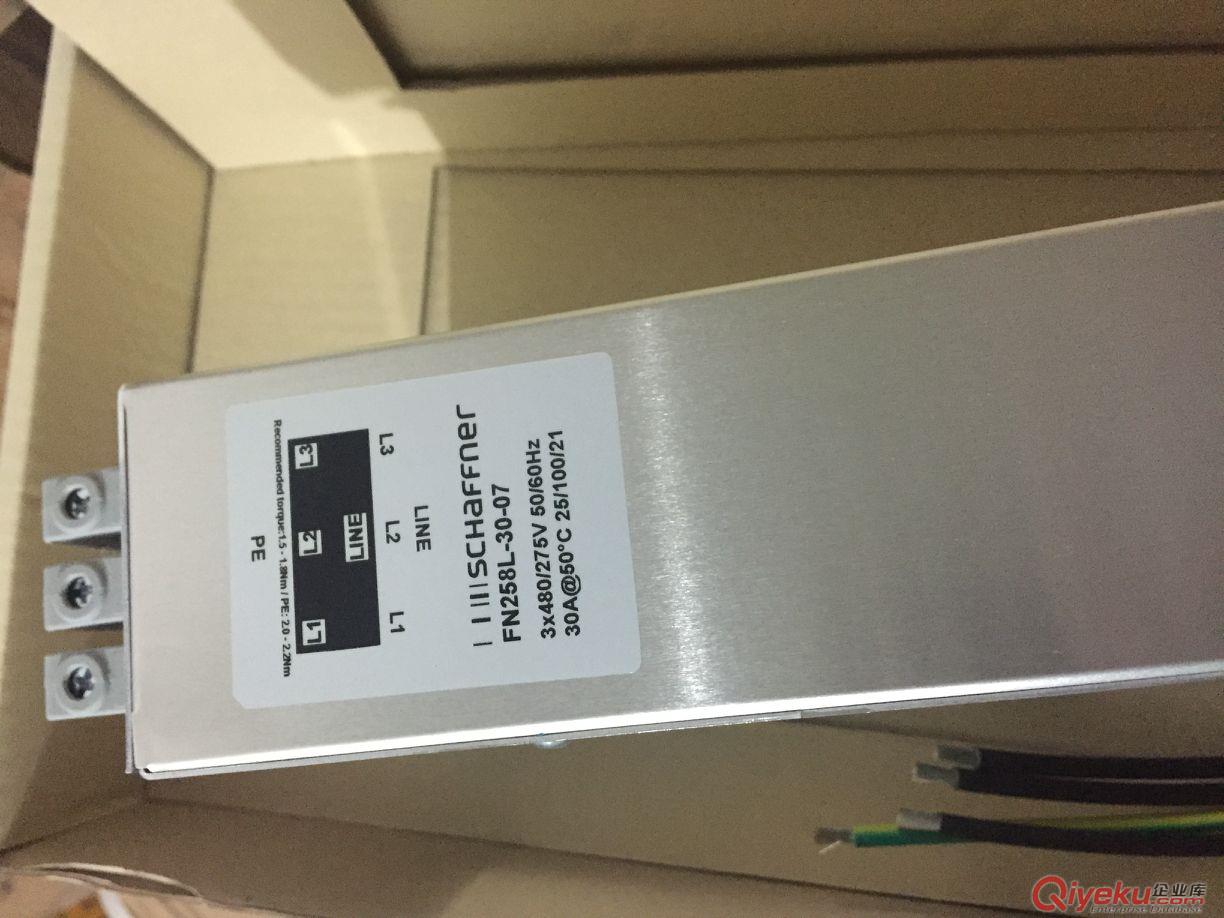 SCHAFFNER
FN258L-30-07
3x480/275V 50/60Hz
30A@50°C 25/100/21
LINE
L1 L2 L3
LINE
L1 L2 L3
PE
Recommended torque:1.5 - 1.8Nm / PE: 2.0 - 2.2Nm
Qiyeku企业库.com
Enterprise Database